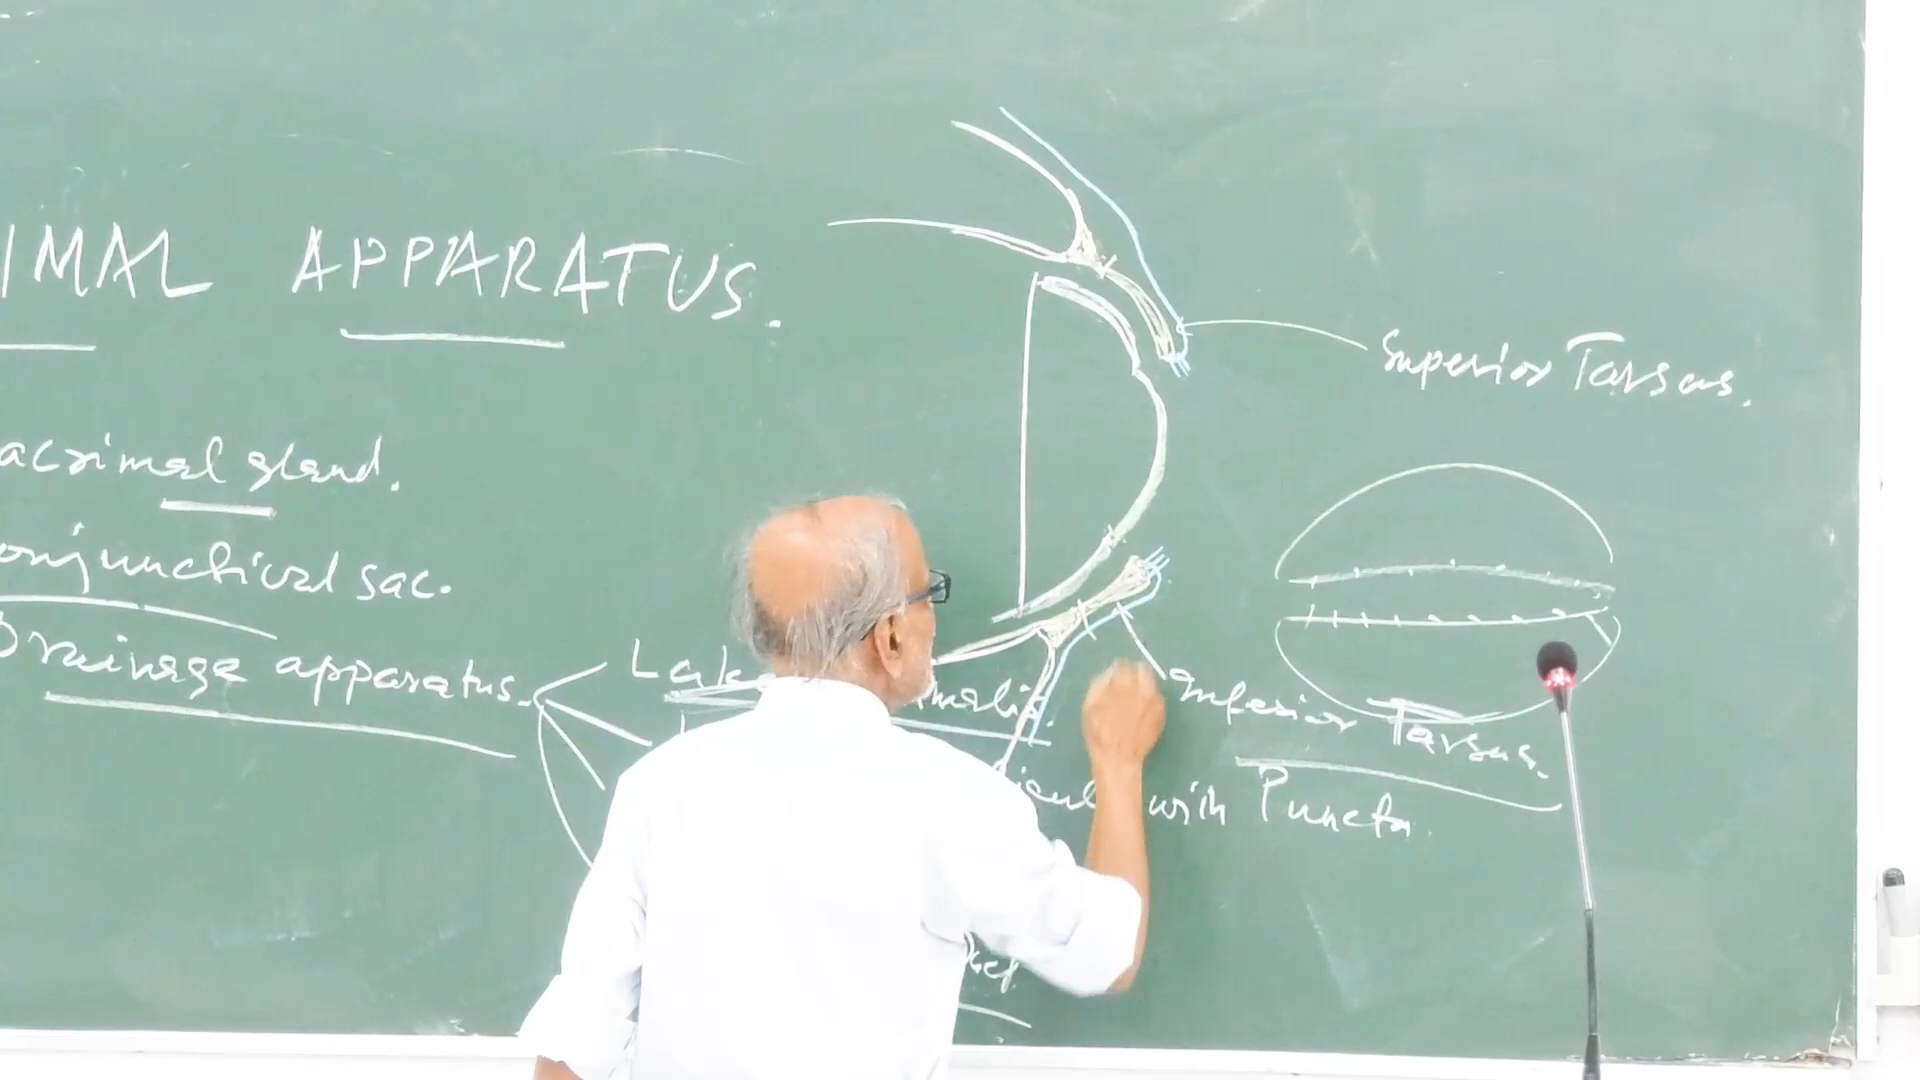 IMAL APPARATUS.
Superior Tarsus.
acrimal gland.
onjunctival sac.
Drainage apparatus.
Inferior Tarsus.
with Puncta.